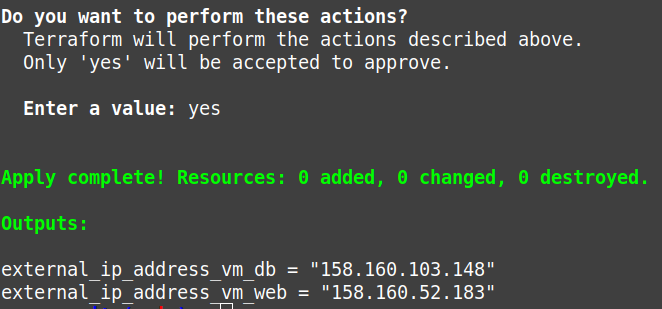 Do you want to perform these actions?
Terraform will perform the actions described above.
Only 'yes' will be accepted to approve.
Enter a value: yes
Apply complete! Resources: 0 added, 0 changed, 0 destroyed.
Outputs:
external_ip_address_vm_db = "158.160.103.148"
external_ip_address_vm_web = "158.160.52.183"